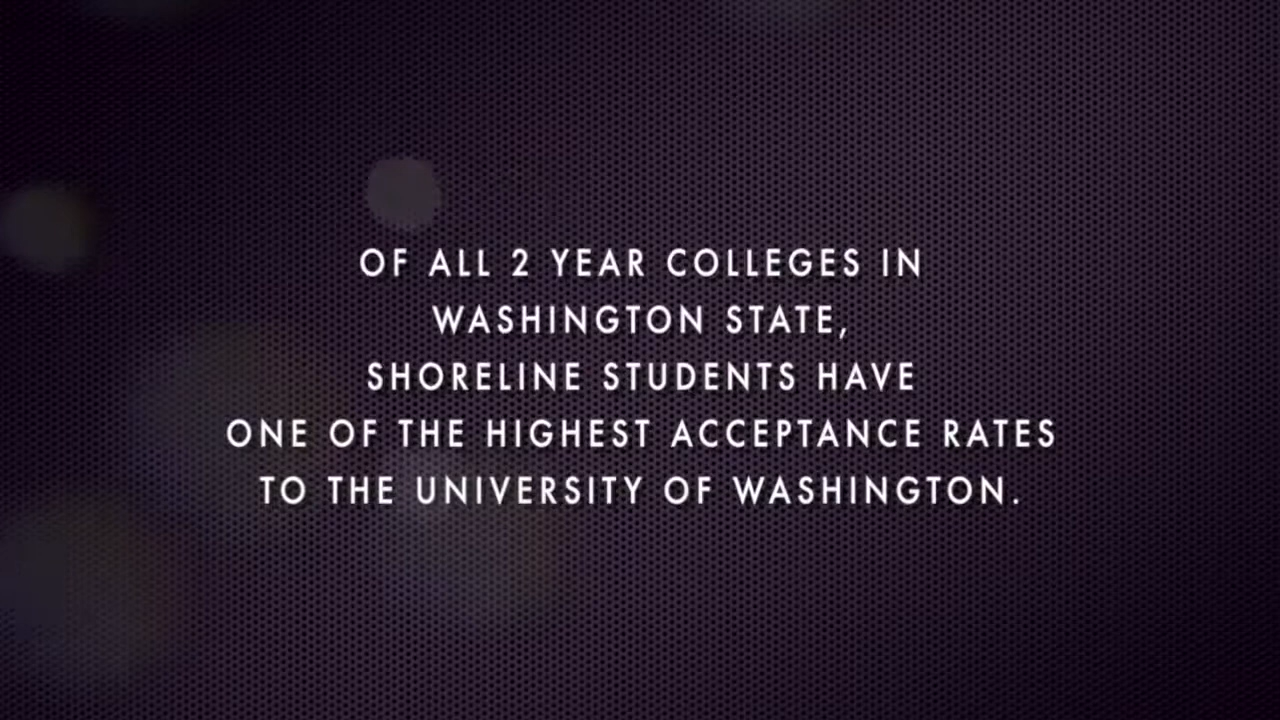 OF ALL 2 YEAR COLLEGES IN
WASHINGTON STATE,
SHORELINE STUDENTS HAVE
ONE OF THE HIGHEST ACCEPTANCE RATES
TO THE UNIVERSITY OF WASHINGTON.